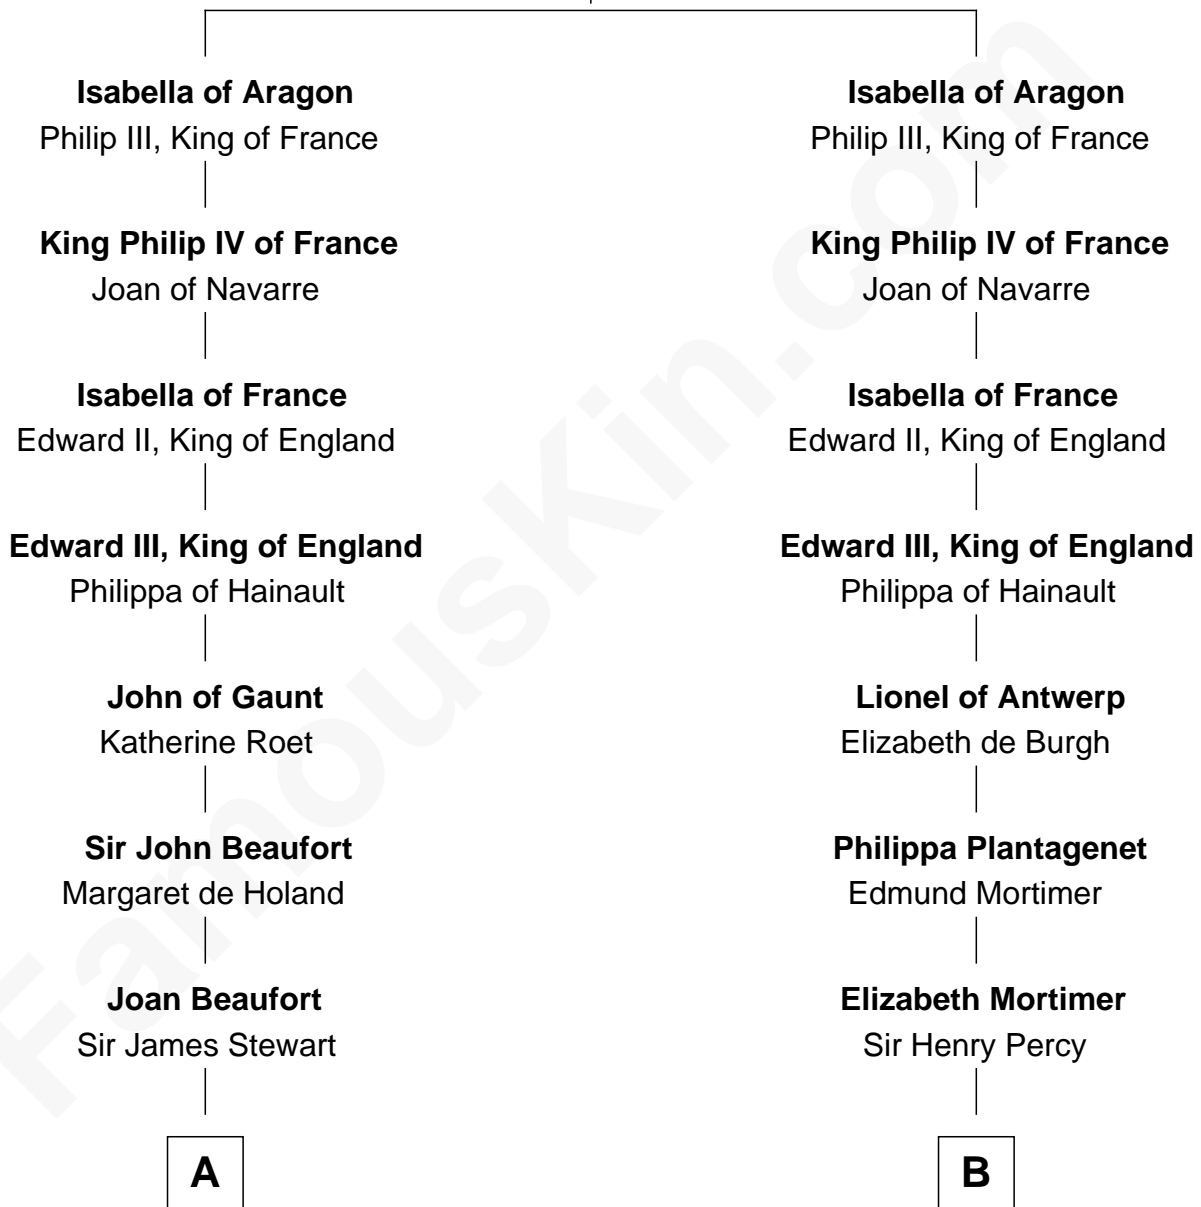 Isabella of Aragon
Philip III, King of France
King Philip IV of France
Joan of Navarre
Isabella of France
Edward II, King of England
Edward III, King of England
Philippa of Hainault
John of Gaunt
Katherine Roet
Sir John Beaufort
Margaret de Holand
Joan Beaufort
Sir James Stewart
A
Isabella of Aragon
Philip III, King of France
King Philip IV of France
Joan of Navarre
Isabella of France
Edward II, King of England
Edward III, King of England
Philippa of Hainault
Lionel of Antwerp
Elizabeth de Burgh
Philippa Plantagenet
Edmund Mortimer
Elizabeth Mortimer
Sir Henry Percy
B
FamousKin.com